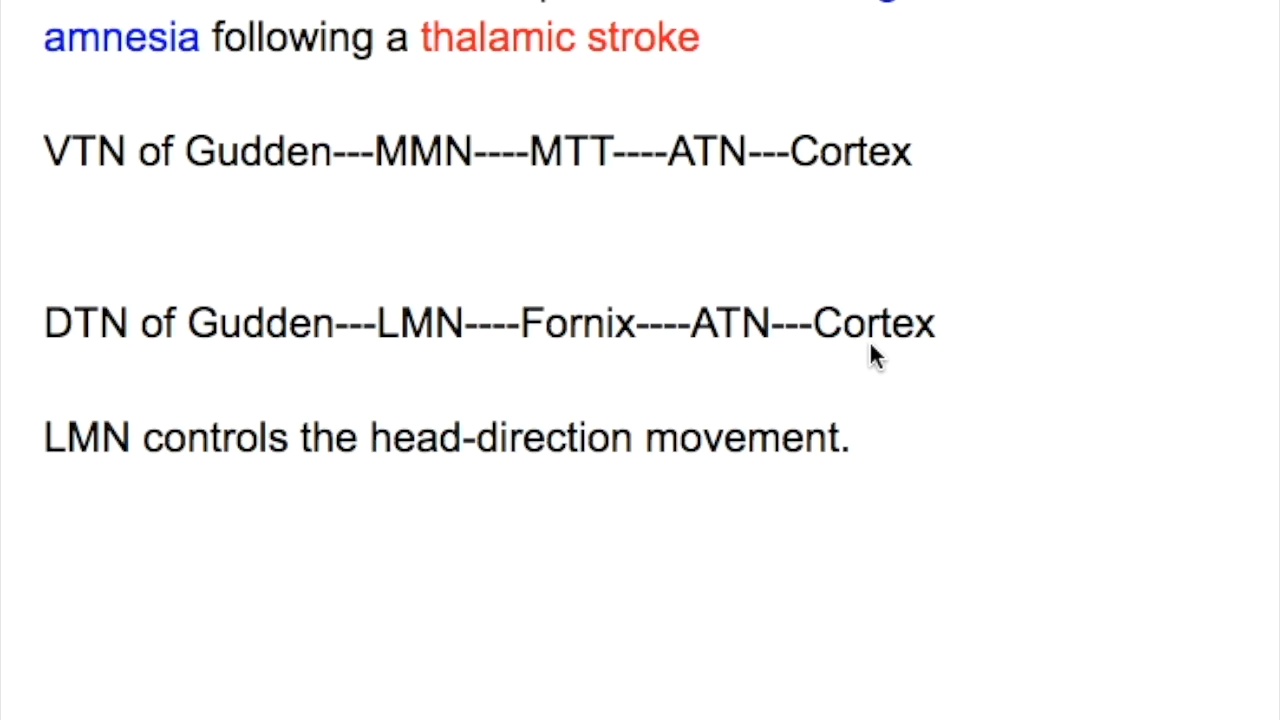 amnesia following a thalamic stroke
VTN of Gudden---MMN----MTT----ATN---Cortex
DTN of Gudden---LMN----Fornix----ATN---Cortex
LMN controls the head-direction movement.